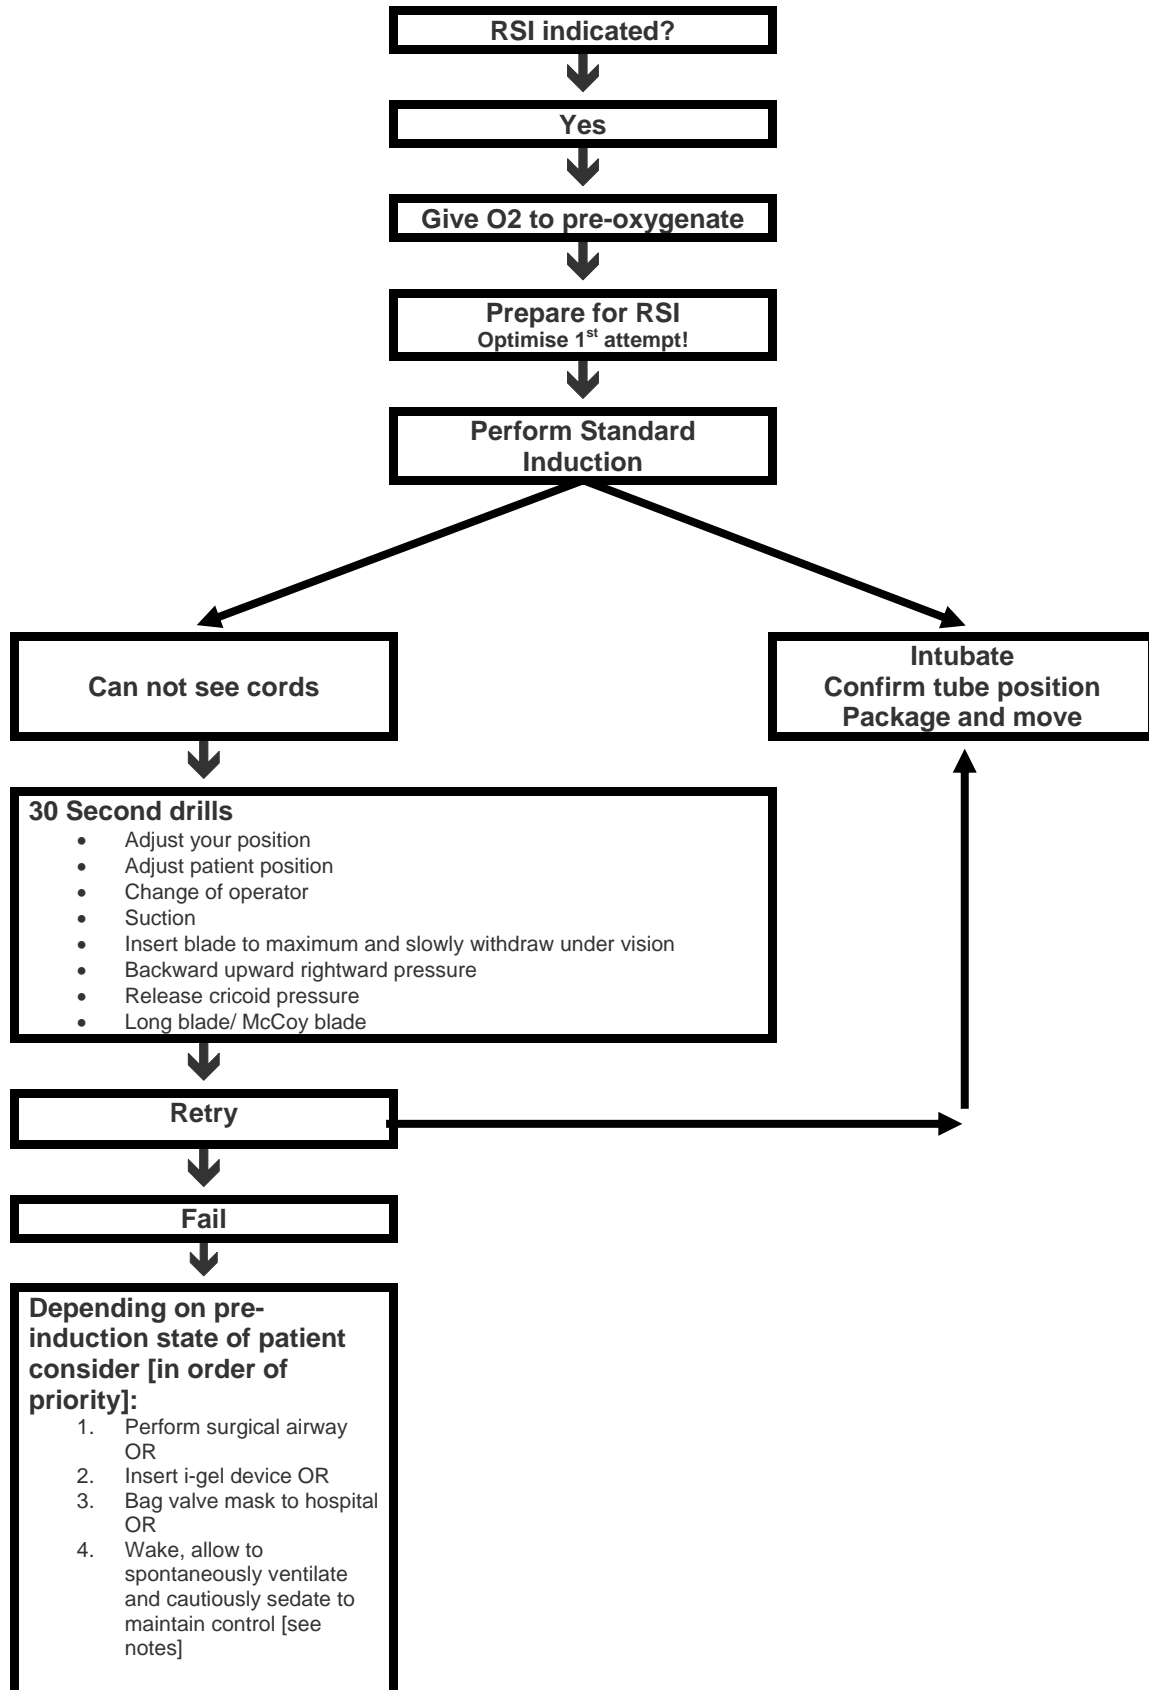 RSI indicated?
Yes
Give O2 to pre-oxygenate
Prepare for RSI
Optimise 1st attempt!
Perform Standard
Induction
Can not see cords
Intubate
Confirm tube position
Package and move
30 Second drills
• Adjust your position
• Adjust patient position
• Change of operator
• Suction
• Insert blade to maximum and slowly withdraw under vision
• Backward upward rightward pressure
• Release cricoid pressure
• Long blade/ McCoy blade
Retry
Fail
Depending on pre-
induction state of patient
consider [in order of
priority]:
1. Perform surgical airway
OR
2. Insert i-gel device OR
3. Bag valve mask to hospital
OR
4. Wake, allow to
spontaneously ventilate
and cautiously sedate to
maintain control [see
notes]